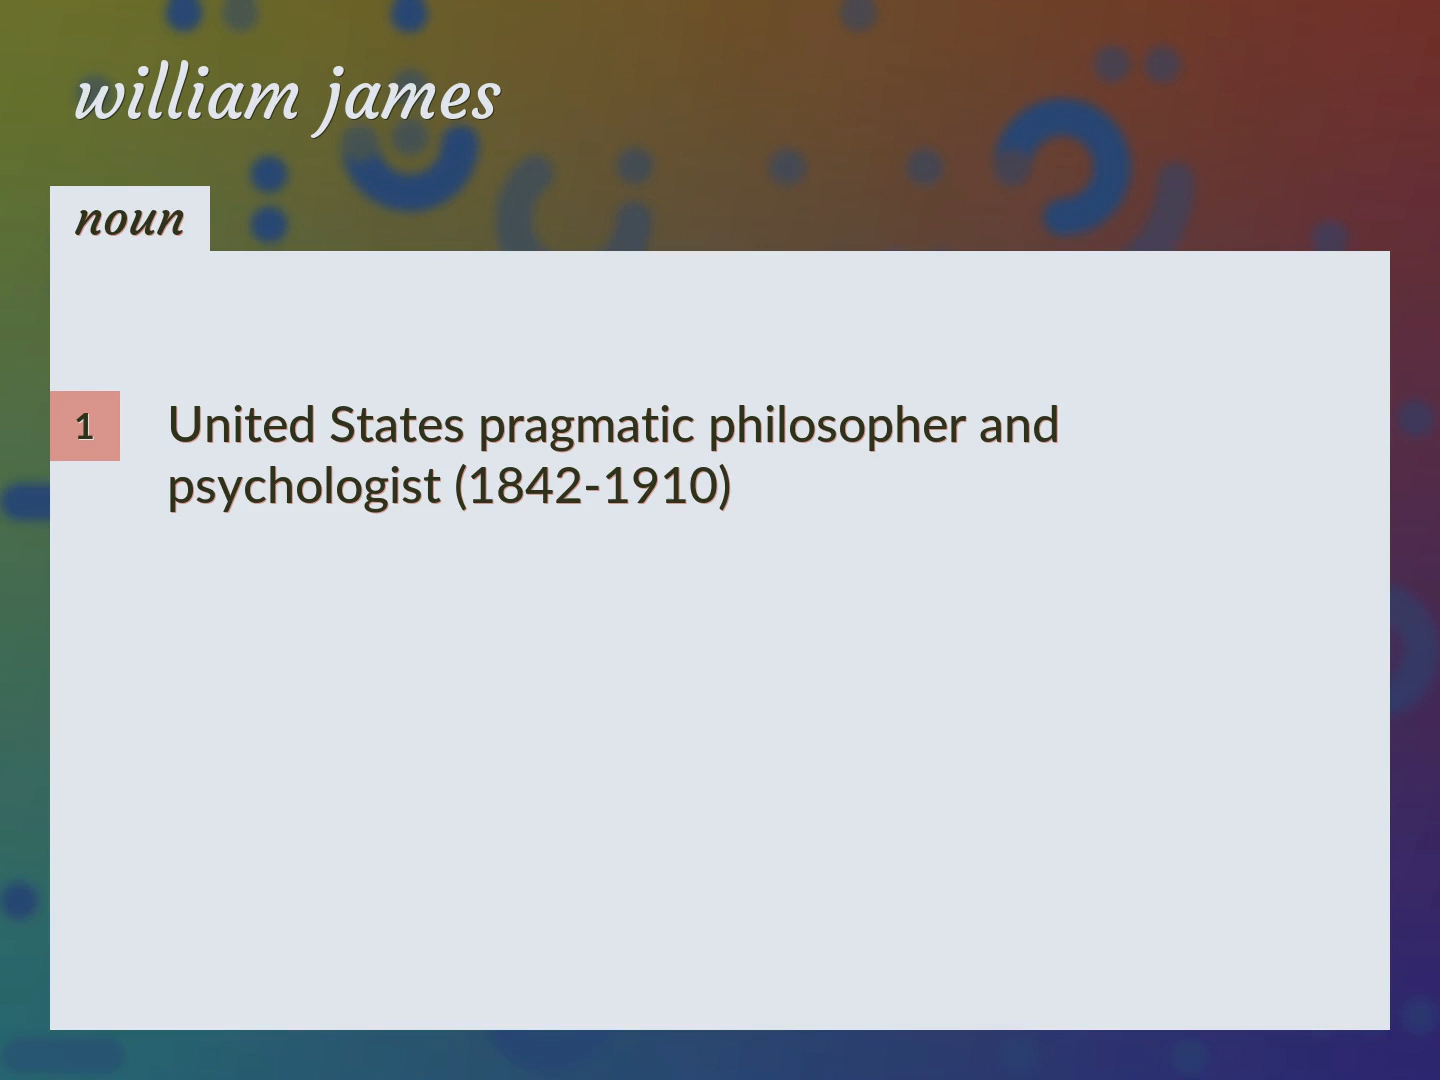 william james
noun
1
United States pragmatic philosopher and
psychologist (1842-1910)